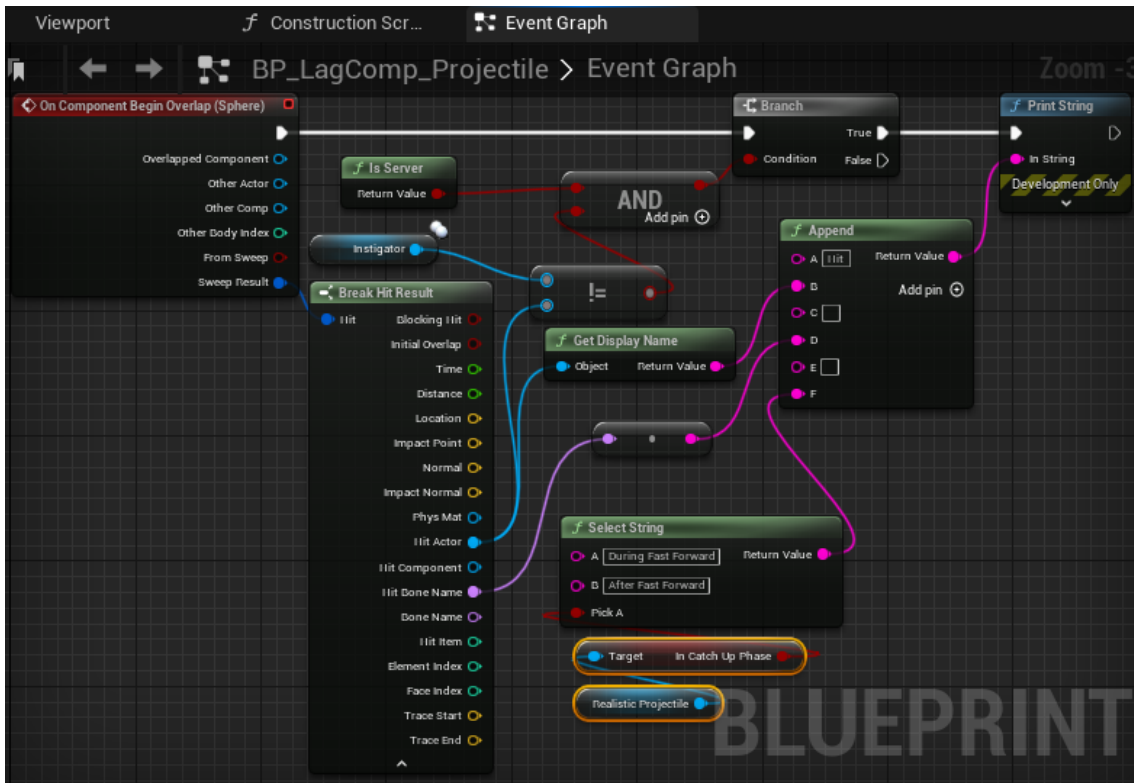 Viewport
f Construction Scr...
Event Graph
BP_LagComp_Projectile > Event Graph
Zoom -3
On Component Begin Overlap (Sphere)
Overlapped Component
Other Actor
Other Comp
Other Body Index
From Sweep
Sweep Result
f Is Server
Return Value
Instigator
AND
Add pin
!=
Branch
Condition
True
False
f Print String
In String
Development Only
Break Hit Result
Hit
Blocking Hit
Initial Overlap
Time
Distance
Location
Impact Point
Normal
Impact Normal
Phys Mat
Hit Actor
Hit Component
Hit Bone Name
Bone Name
Hit Item
Element Index
Face Index
Trace Start
Trace End
f Get Display Name
Object
Return Value
f Append
A Hit
Return Value
B
Add pin
C
D
E
F
f Select String
A During Fast Forward
Return Value
B After Fast Forward
Pick A
Target
In Catch Up Phase
Realistic Projectile
BLUEPRINT